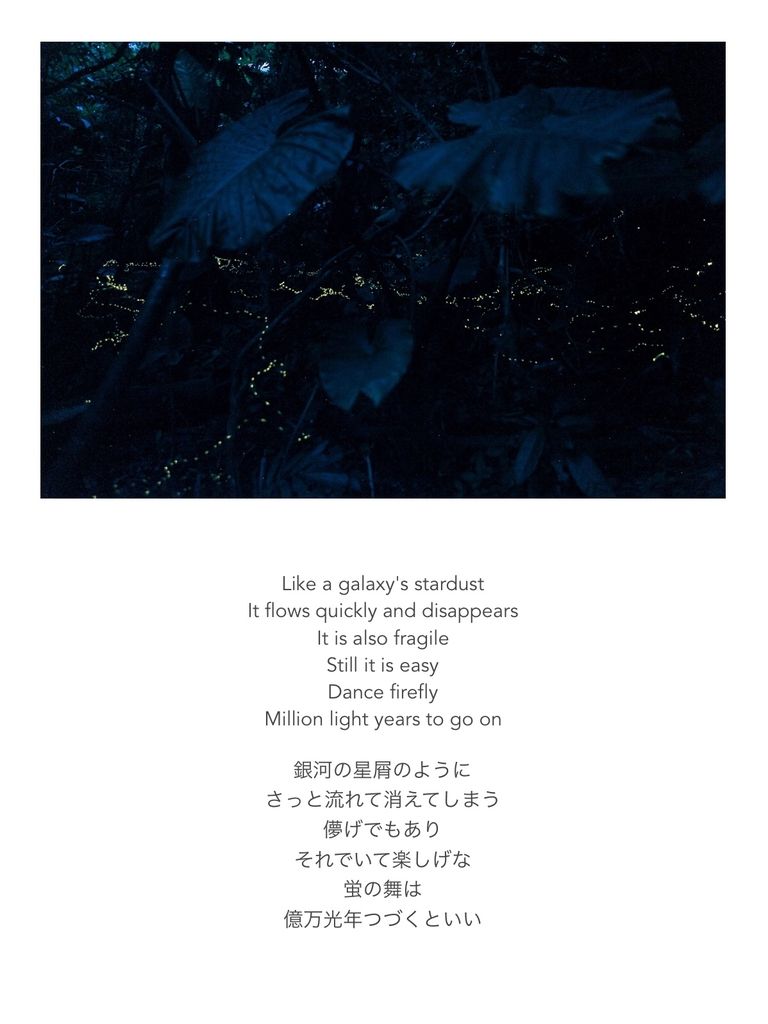 Like a galaxy's stardust
It flows quickly and disappears
It is also fragile
Still it is easy
Dance firefly
Million light years to go on
銀河の星屑のように
さっと流れて消えてしまう
儚げでもあり
それでいて楽しげな
蛍の舞は
億万光年つづくといい